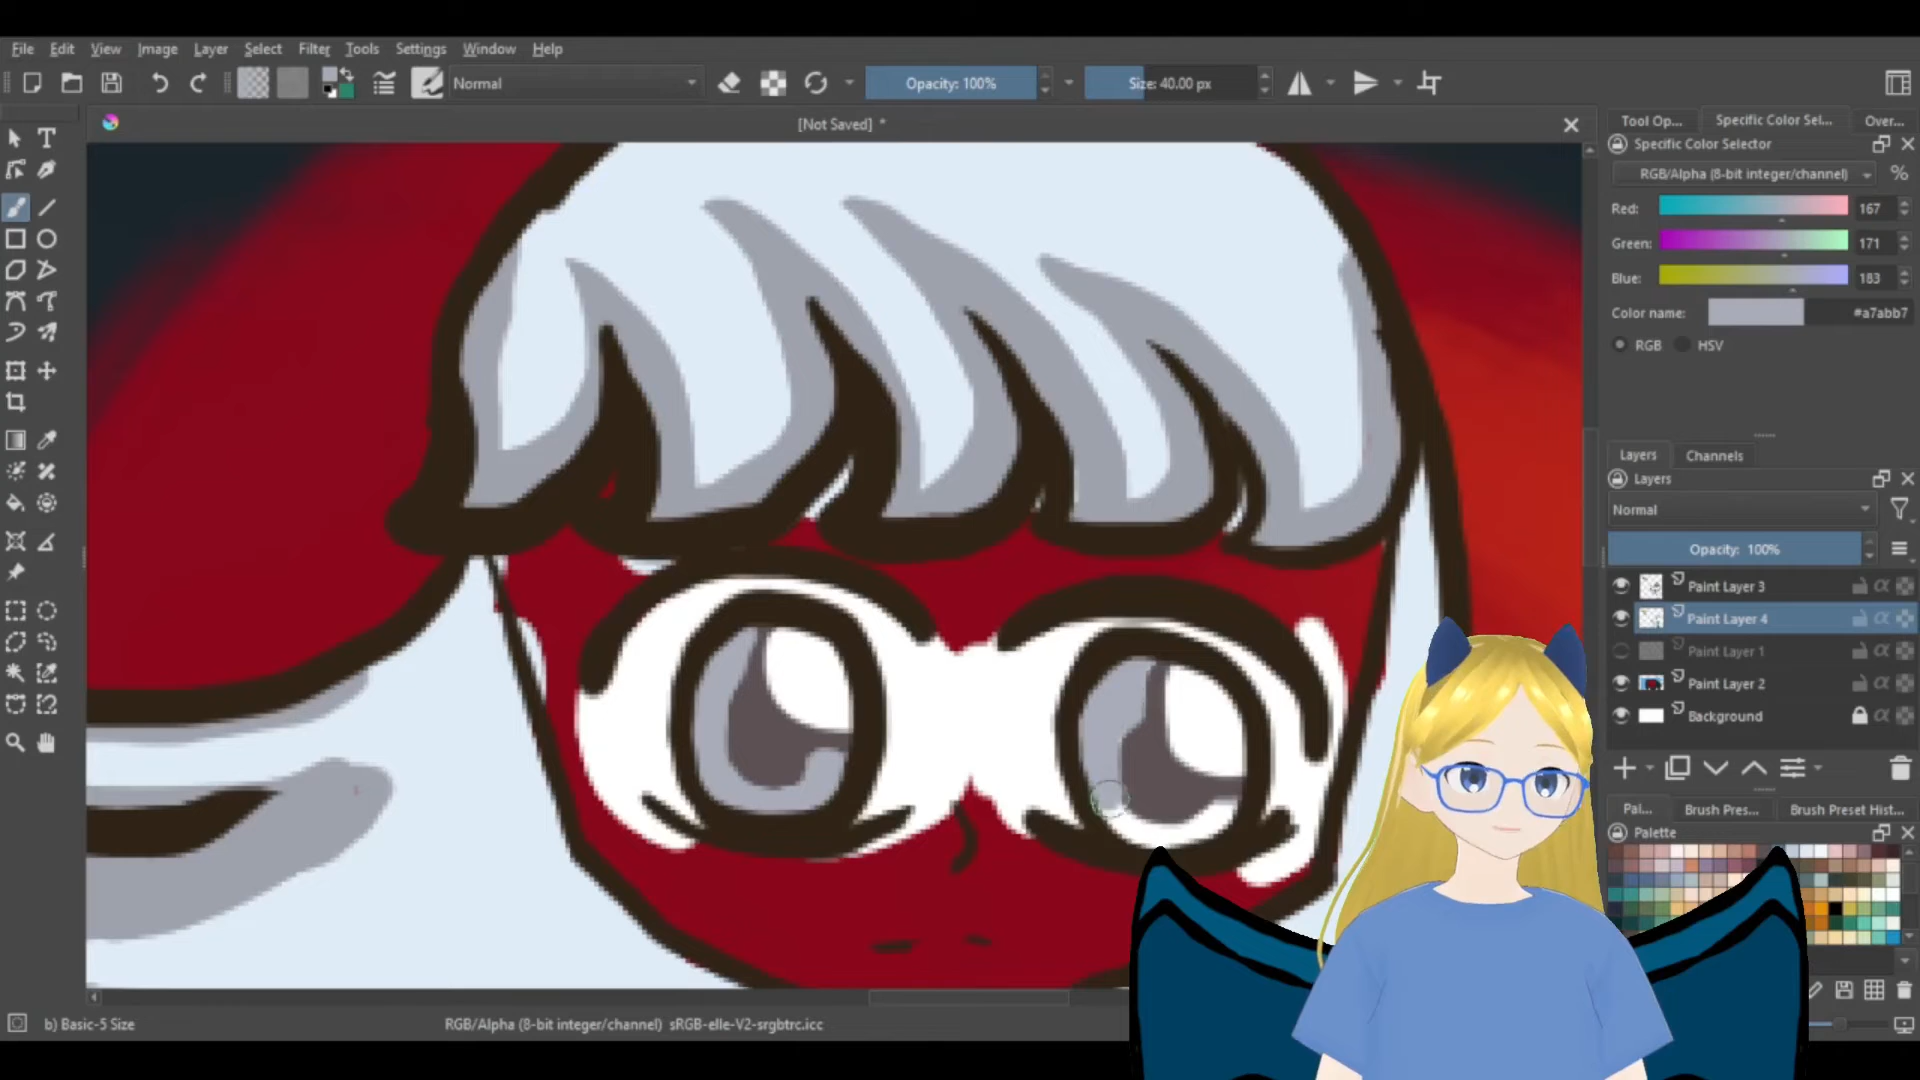 File Edit View Image Layer Select Filter Tools Settings Window Help
Normal
Opacity: 100%
Size: 40.00 px
[Not Saved] *
Tool Op... Specific Color Sel... Over...
Specific Color Selector
RGB/Alpha (8-bit integer/channel) %
Red: 167
Green: 171
Blue: 183
Color name: #a7abb7
RGB HSV
Layers Channels
Layers
Normal
Opacity: 100%
Paint Layer 3
Paint Layer 4
Paint Layer 1
Paint Layer 2
Background
Pal... Brush Pres... Brush Preset Hist...
Palette
b) Basic-5 Size
RGB/Alpha (8-bit integer/channel) sRGB-elle-V2-srgbtrc.icc